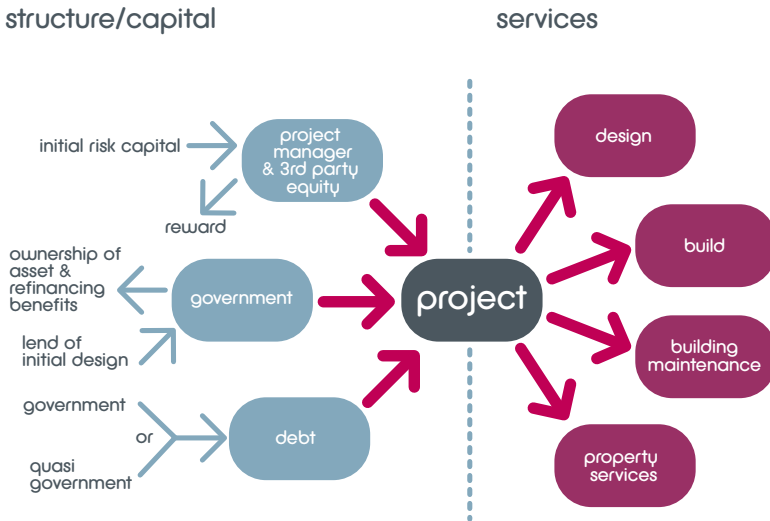 structure/capital
services
initial risk capital
project
manager
& 3rd party
equity
reward
design
ownership of
asset &
refinancing
benefits
government
project
build
lend of
initial design
building
maintenance
government
or
debt
quasi
government
property
services